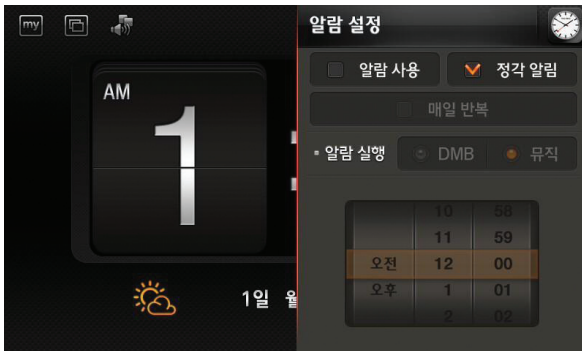 my
알람 설정
알람 사용
정각 알림
매일 반복
알람 실행
DMB
뮤직
AM
1
10 58
11 59
오전 12 00
오후 1 01
2 02
1일 월